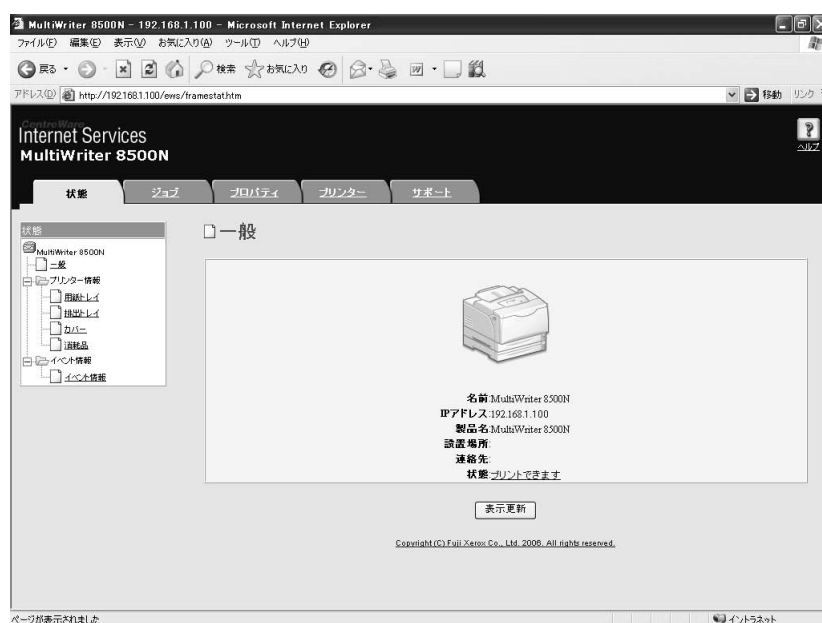 MultiWriter 8500N - 192.168.1.100 - Microsoft Internet Explorer
ファイル(F) 編集(E) 表示(V) お気に入り(A) ツール(T) ヘルプ(H)
戻る 検索 お気に入り
アドレス(D) http://192.168.1.100/ews/framestat.htm 移動 リンク
CentreWare
Internet Services
MultiWriter 8500N
ヘルプ
状態 ジョブ プロパティ プリンター サポート
状態
MultiWriter 8500N
一般
プリンター情報
用紙トレイ
排出トレイ
カバー
消耗品
イベント情報
イベント情報
一般
名前:MultiWriter 8500N
IPアドレス:192.168.1.100
製品名:MultiWriter 8500N
設置場所:
連絡先:
状態:プリントできます
表示更新
Copyright(C) Fuji Xerox Co., Ltd. 2006. All rights reserved.
ページが表示されました イントラネット